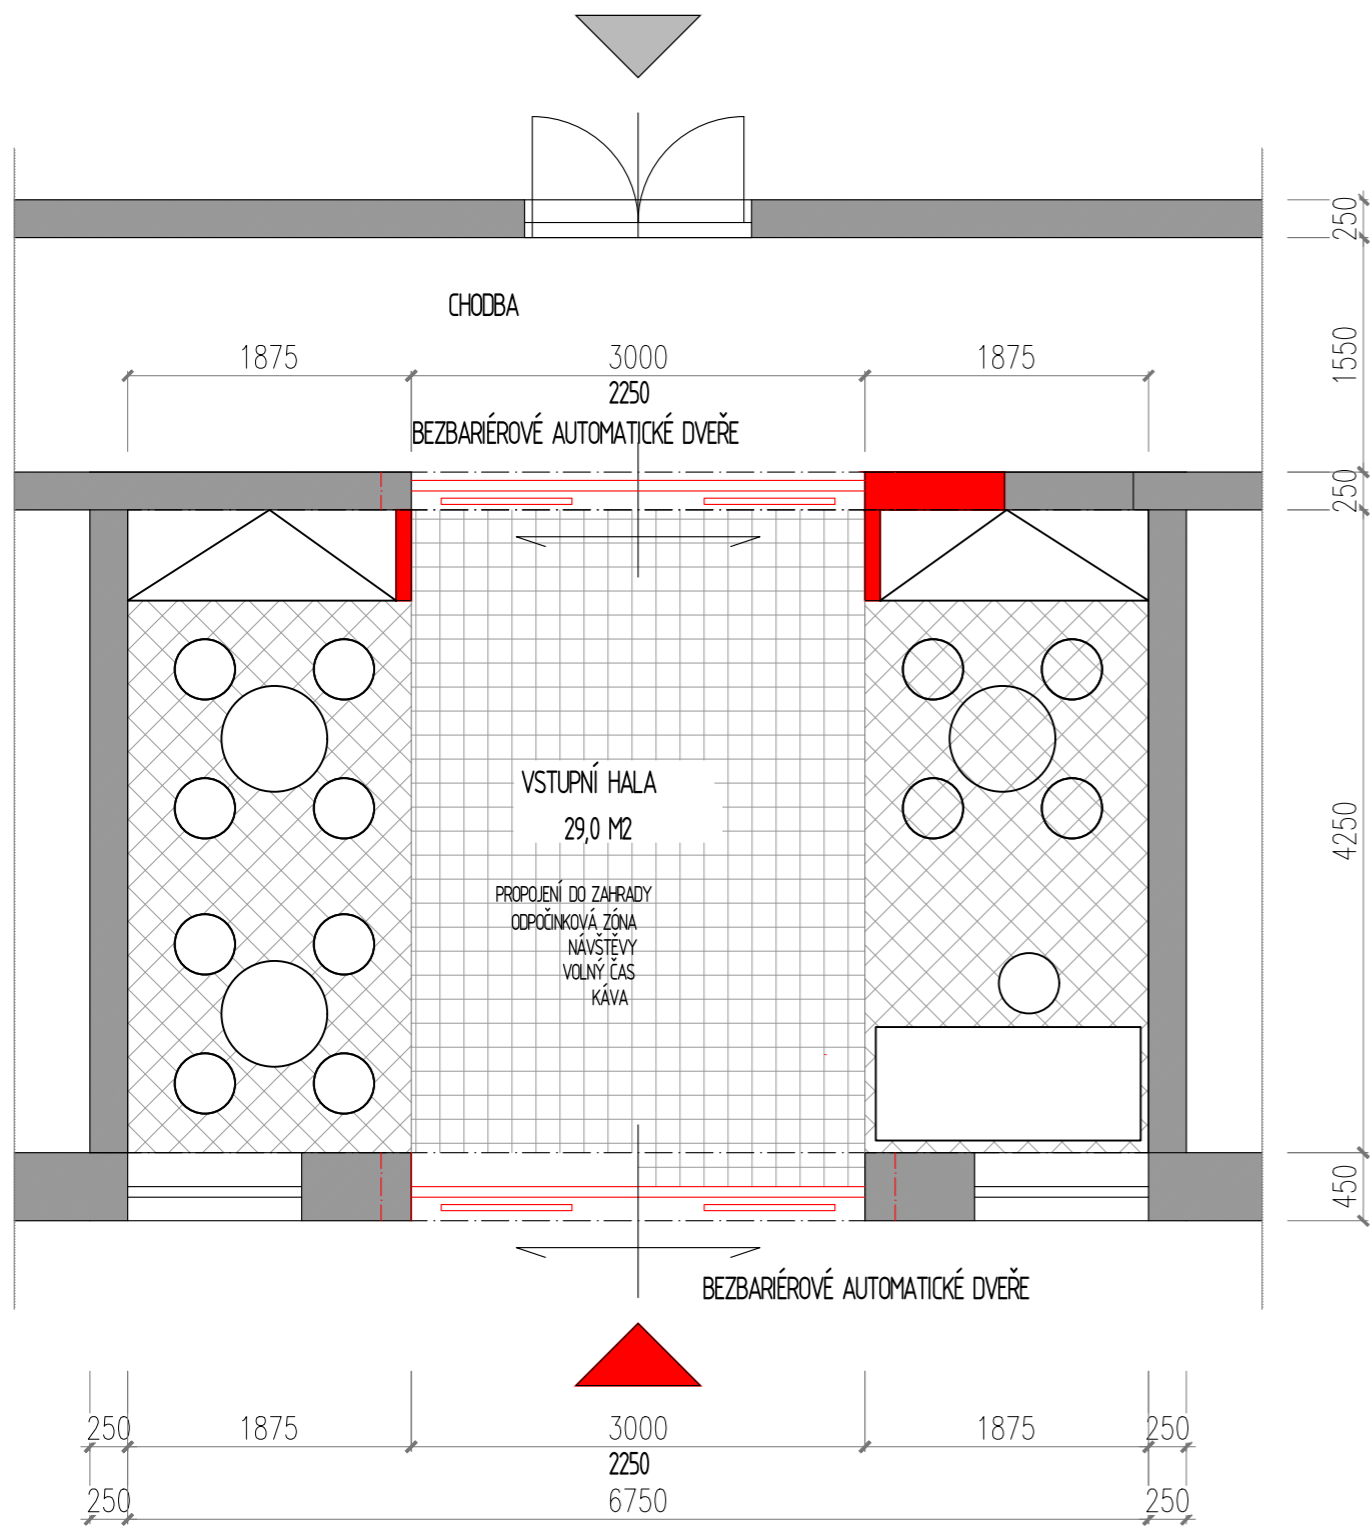 250
CHODBA
1550
1875 3000 1875
2250
BEZBARIÉROVÉ AUTOMATICKÉ DVEŘE
250
VSTUPNÍ HALA
29,0 M2
4250
PROPOJENÍ DO ZAHRADY
ODPOČINKOVÁ ZÓNA
NÁVŠTĚVY
VOLNÝ ČAS
KÁVA
450
BEZBARIÉROVÉ AUTOMATICKÉ DVEŘE
250 1875 3000 1875 250
2250
250 6750 250